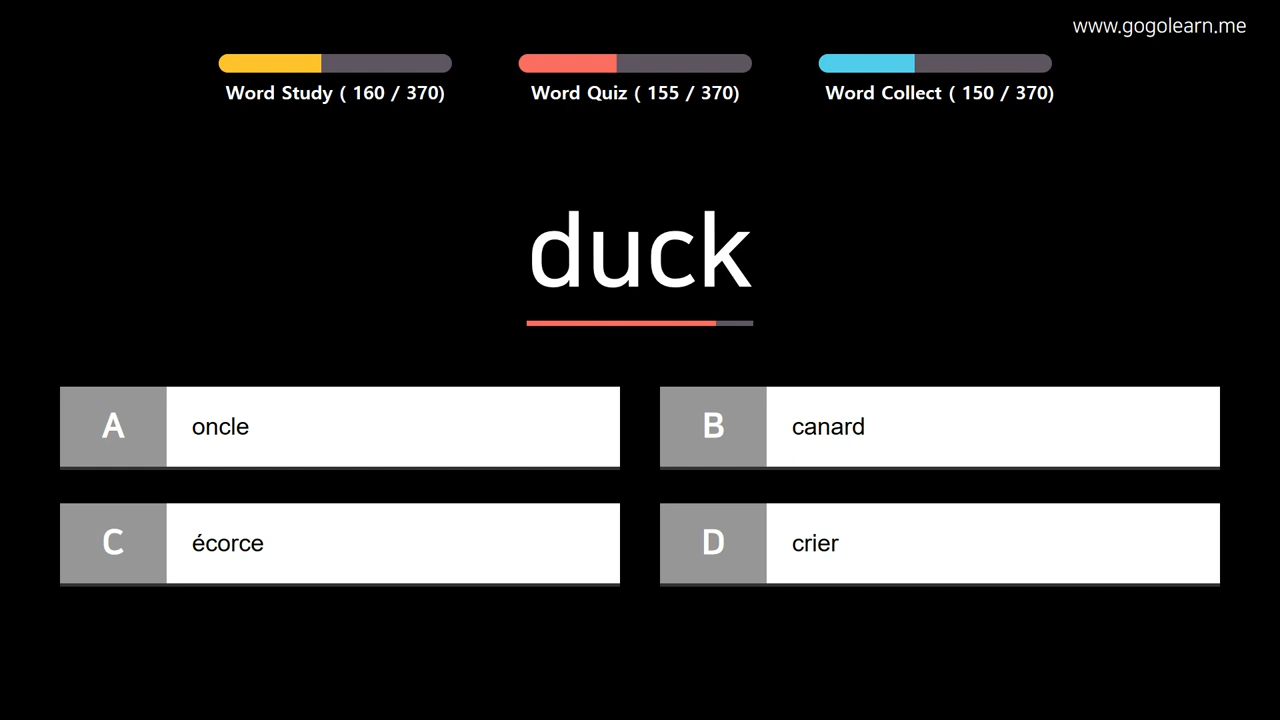 www.gogolearn.me
Word Study ( 160 / 370)
Word Quiz ( 155 / 370)
Word Collect ( 150 / 370)
duck
A oncle
B canard
C écorce
D crier